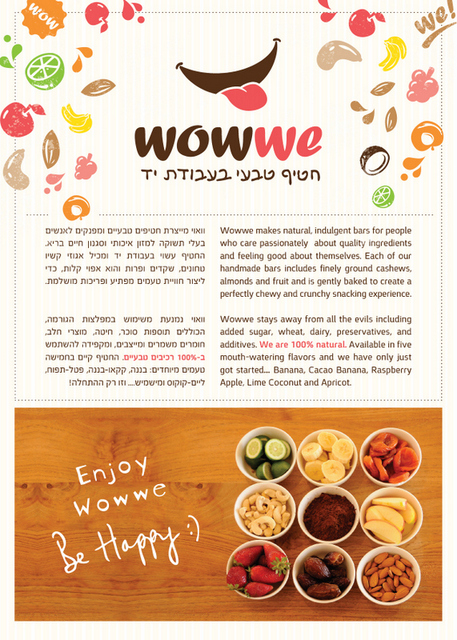 wow
we!
wowwe
חטיף טבעי בעבודת יד
וואוי מייצרת חטיפים טבעיים ומפנקים לאנשים
בעלי תשוקה למזון איכותי וסגנון חיים בריא.
החטיף עשוי בעבודת יד ומכיל אגוזי קשיו
טחונים, שקדים ופרות והוא אפוי קלות, כדי
ליצור חוויית טעמים מפתיע ופריכות מושלמת.
וואוי נמנעת משימוש במפלצות הגורמה,
הכוללים תוספות סוכר, חיטה, מוצרי חלב,
חומרים משמרים ומייצבים, ומקפידה להשתמש
ב-100% רכיבים טבעיים. החטיף קיים בחמישה
טעמים מיוחדים: בננה, קקאו-בננה, פטל-תפוח,
ליים-קוקוס ומישמיש... וזו רק ההתחלה!
Wowwe makes natural, indulgent bars for people
who care passionately about quality ingredients
and feeling good about themselves. Each of our
handmade bars includes finely ground cashews,
almonds and fruit and is gently baked to create a
perfectly chewy and crunchy snacking experience.
Wowwe stays away from all the evils including
added sugar, wheat, dairy, preservatives, and
additives. We are 100% natural. Available in five
mouth-watering flavors and we have only just
got started... Banana, Cacao Banana, Raspberry
Apple, Lime Coconut and Apricot.
Enjoy
Wowwe
Be Happy :)